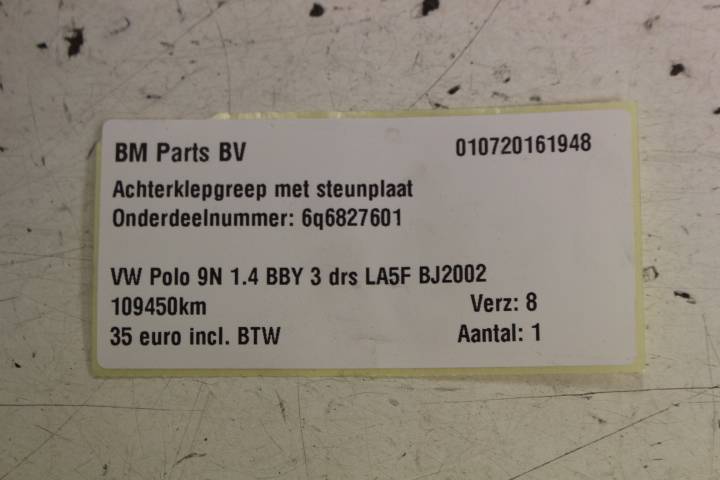 BM Parts BV 010720161948
Achterklepgreep met steunplaat
Onderdeelnummer: 6q6827601
VW Polo 9N 1.4 BBY 3 drs LA5F BJ2002
109450km Verz: 8
35 euro incl. BTW Aantal: 1